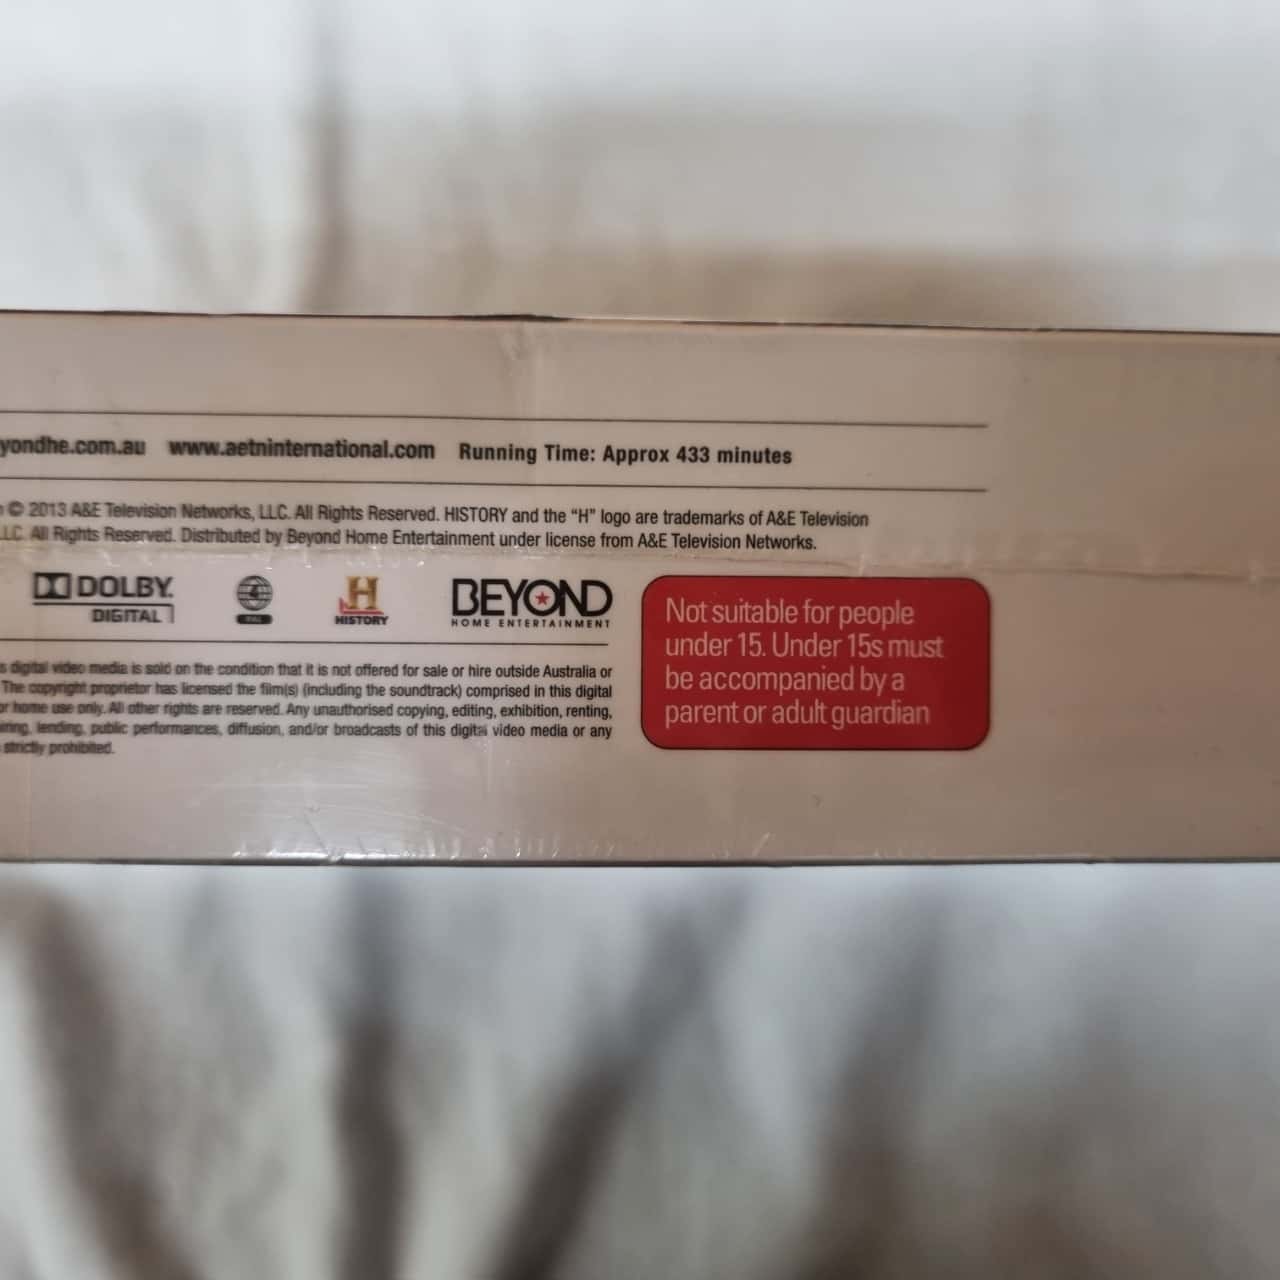 yondhe.com.au www.aetninternational.com Running Time: Approx 433 minutes
© 2013 A&E Television Networks, LLC. All Rights Reserved. HISTORY and the “H” logo are trademarks of A&E Television
LLC. All Rights Reserved. Distributed by Beyond Home Entertainment under license from A&E Television Networks.
DOLBY
DIGITAL
4
PAL
H
HISTORY
BEYOND
HOME ENTERTAINMENT
s digital video media is sold on the condition that it is not offered for sale or hire outside Australia or
The copyright proprietor has licensed the film(s) (including the soundtrack) comprised in this digital
or home use only. All other rights are reserved. Any unauthorised copying, editing, exhibition, renting,
lending, public performances, diffusion, and/or broadcasts of this digital video media or any
strictly prohibited.
Not suitable for people
under 15. Under 15s must
be accompanied by a
parent or adult guardian